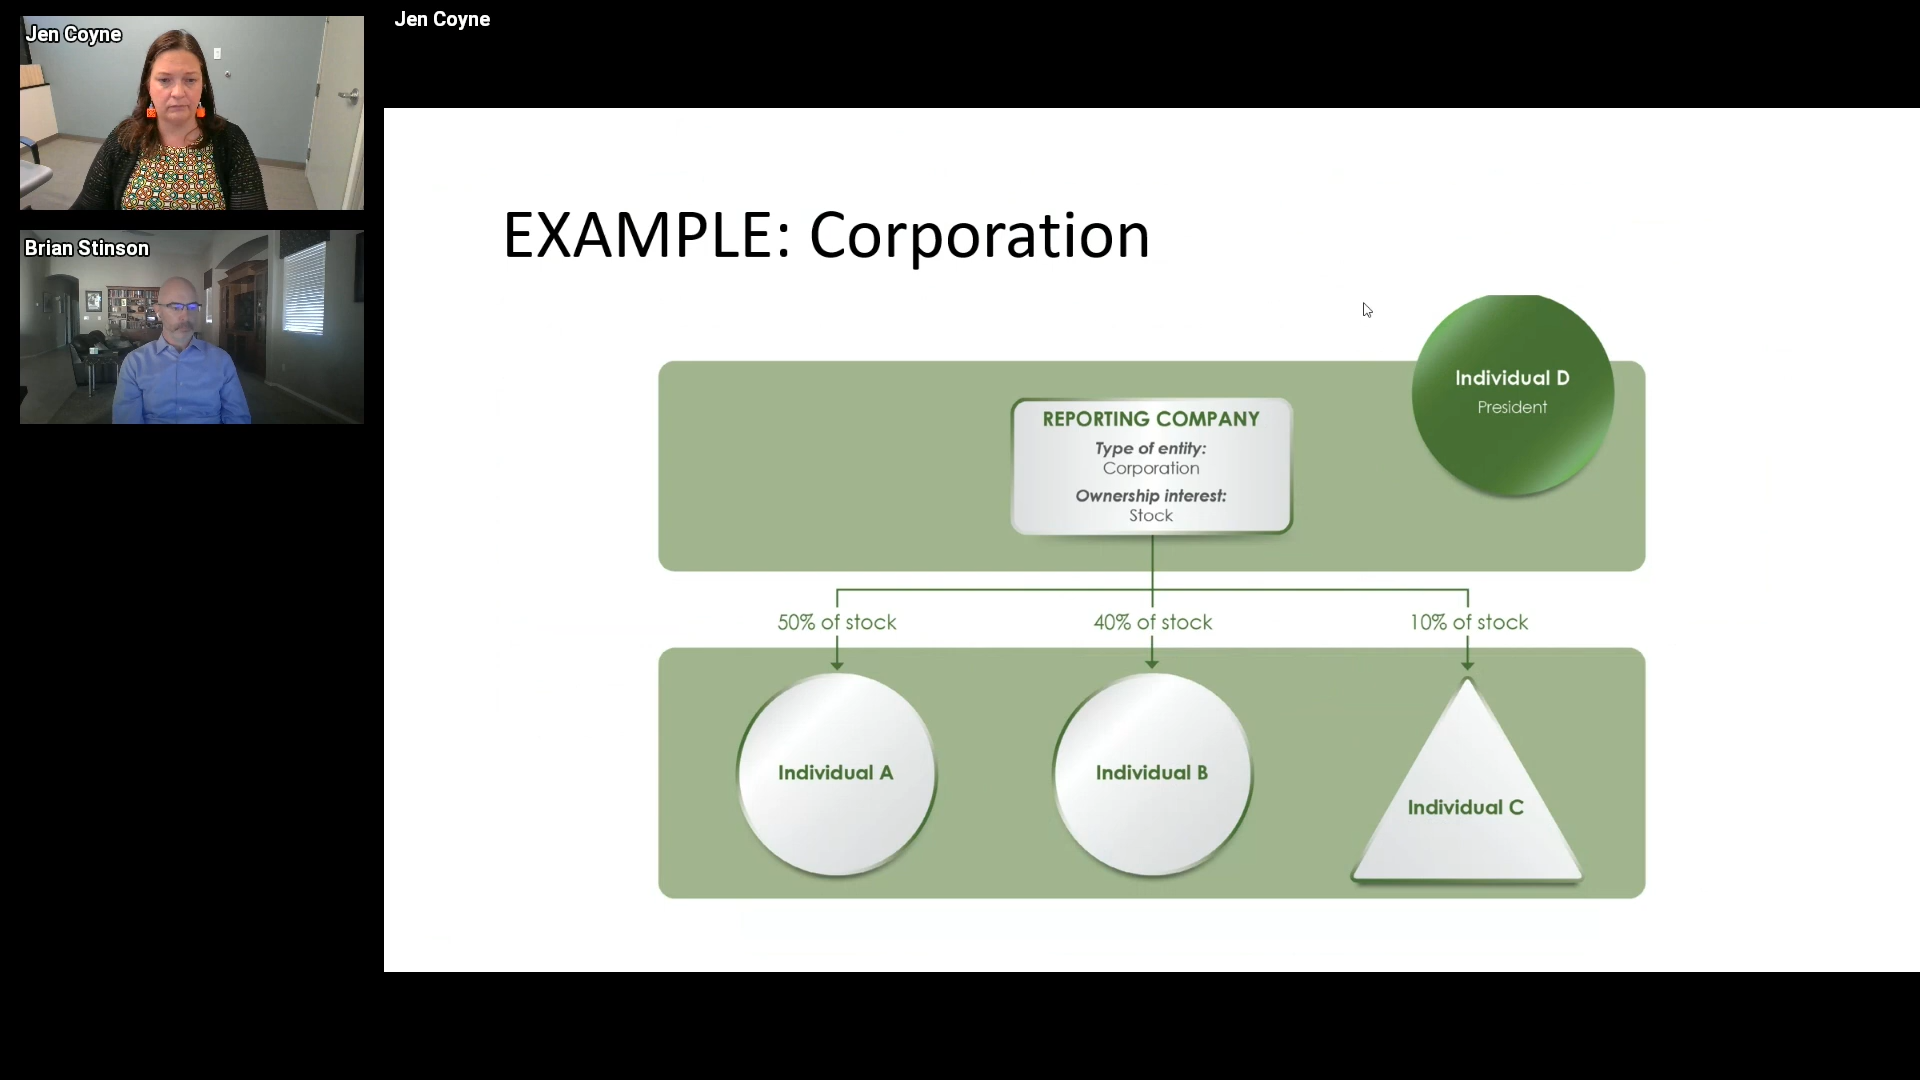 Jen Coyne
Brian Stinson
Jen Coyne
EXAMPLE: Corporation
Individual D
President
REPORTING COMPANY
Type of entity:
Corporation
Ownership interest:
Stock
50% of stock
40% of stock
10% of stock
Individual A
Individual B
Individual C